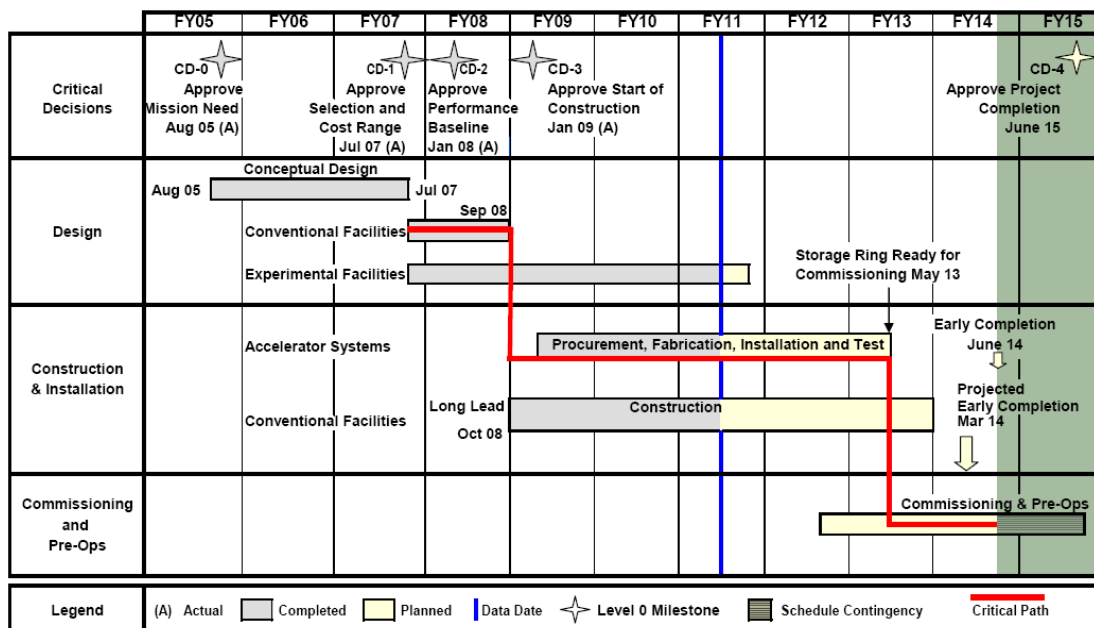 FY05 FY06 FY07 FY08 FY09 FY10 FY11 FY12 FY13 FY14 FY15
Critical
Decisions
CD-0
Approve
Mission Need
Aug 05 (A)
CD-1
Approve
Selection and
Cost Range
Jul 07 (A)
CD-2
Approve
Performance
Baseline
Jan 08 (A)
CD-3
Approve Start of
Construction
Jan 09 (A)
CD-4
Approve Project
Completion
June 15
Design
Conceptual Design
Aug 05
Jul 07
Sep 08
Conventional Facilities
Experimental Facilities
Storage Ring Ready for
Commissioning May 13
Construction
& Installation
Accelerator Systems
Procurement, Fabrication, Installation and Test
Early Completion
June 14
Conventional Facilities
Long Lead
Oct 08
Construction
Projected
Early Completion
Mar 14
Commissioning
and
Pre-Ops
Commissioning & Pre-Ops
Legend
(A) Actual
Completed
Planned
Data Date
Level 0 Milestone
Schedule Contingency
Critical Path